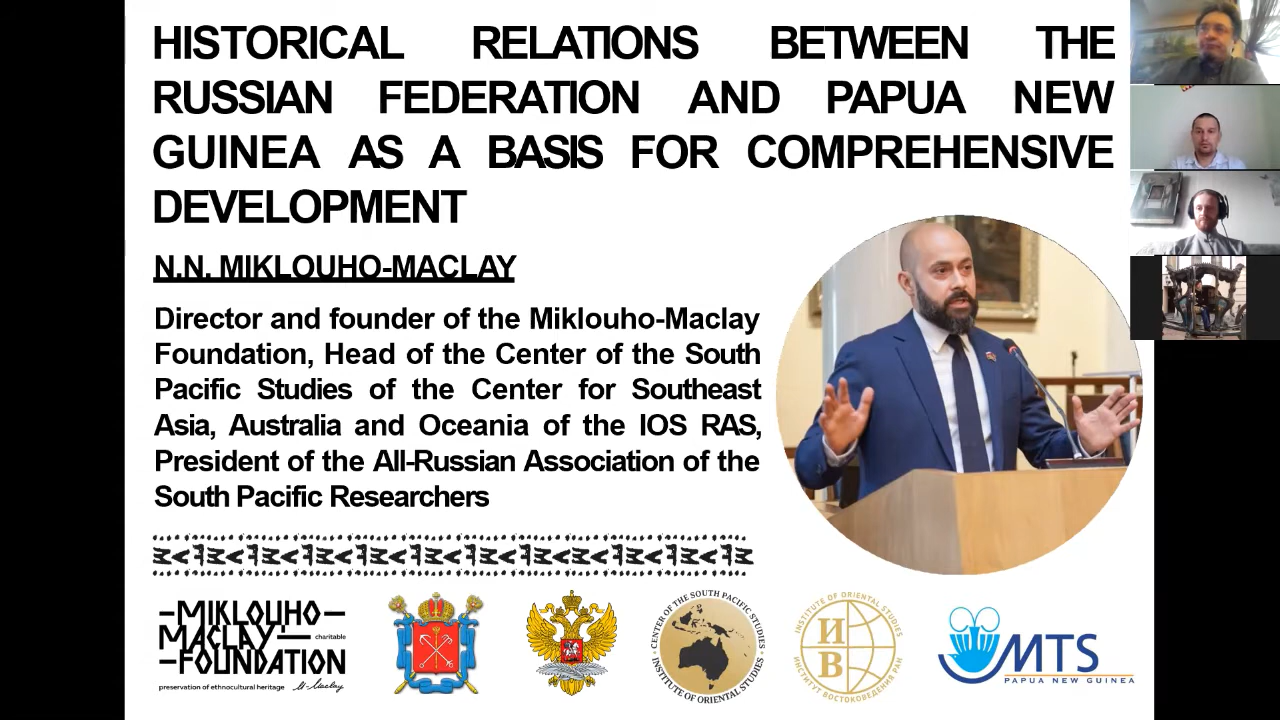 HISTORICAL RELATIONS BETWEEN THE
RUSSIAN FEDERATION AND PAPUA NEW
GUINEA AS A BASIS FOR COMPREHENSIVE
DEVELOPMENT
N.N. MIKLOUHO-MACLAY
Director and founder of the Miklouho-Maclay
Foundation, Head of the Center of the South
Pacific Studies of the Center for Southeast
Asia, Australia and Oceania of the IOS RAS,
President of the All-Russian Association of the
South Pacific Researchers
–MIKLOUHO–
MACLAY'—charitable
–FOUNDATION
preservation of ethnocultural heritage
CENTER OF THE SOUTH PACIFIC STUDIES
INSTITUTE OF ORIENTAL STUDIES
INSTITUTE OF ORIENTAL STUDIES
И
В
ИНСТИТУТ ВОСТОКОВЕДЕНИЯ РАН
MTS
PAPUA NEW GUINEA